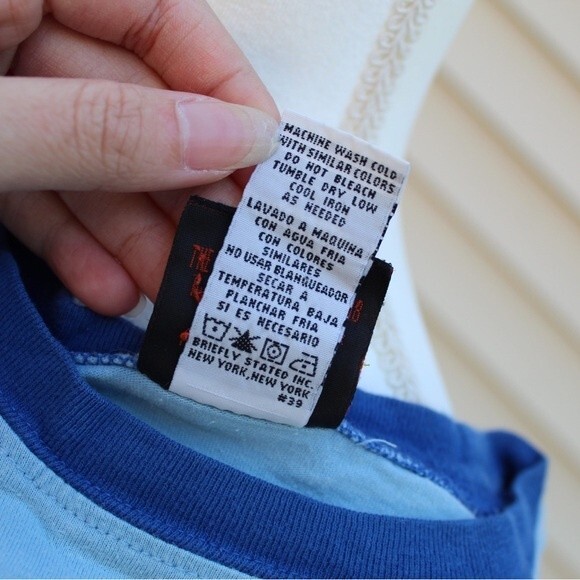 MACHINE WASH COLD
WITH SIMILAR COLORS
DO NOT BLEACH
TUMBLE DRY LOW
COOL IRON
AS NEEDED
LAVADO A MAQUINA
CON AGUA FRIA
CON COLORES
SIMILARES
NO USAR BLANQUEADOR
SECAR A
TEMPERATURA BAJA
PLANCHAR FRIA
SI ES NECESARIO
BRIEFLY STATED INC.
NEW YORK, NEW YORK
#39
THE